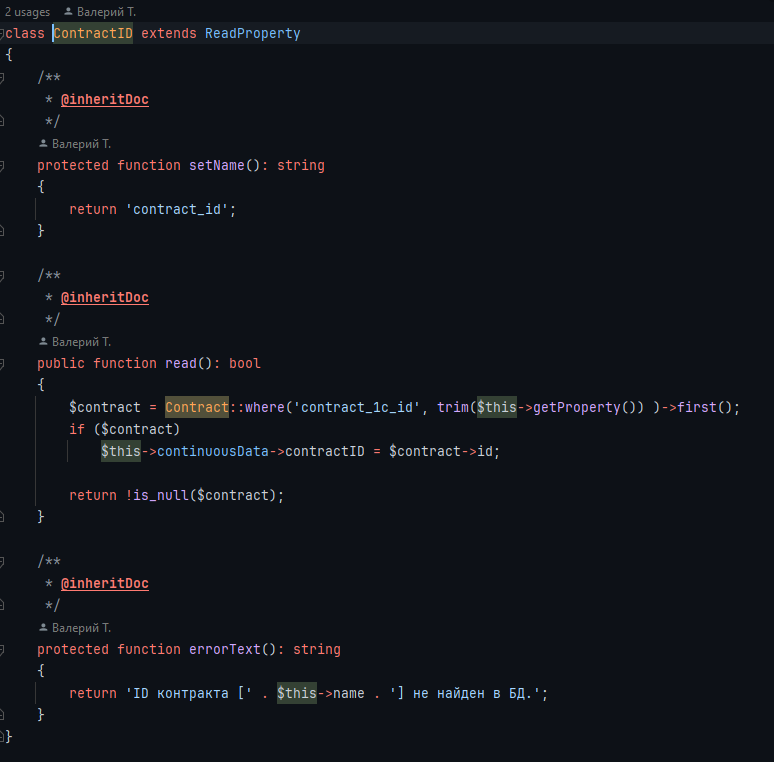 2 usages Валерий Т.
class ContractID extends ReadProperty
{
    /**
     * @inheritDoc
     */
    Валерий Т.
    protected function setName(): string
    {
        return 'contract_id';
    }

    /**
     * @inheritDoc
     */
    Валерий Т.
    public function read(): bool
    {
        $contract = Contract::where('contract_1c_id', trim($this->getProperty()) )->first();
        if ($contract)
            $this->continuousData->contractID = $contract->id;

        return !is_null($contract);
    }

    /**
     * @inheritDoc
     */
    Валерий Т.
    protected function errorText(): string
    {
        return 'ID контракта [' . $this->name . '] не найден в БД.';
    }
}